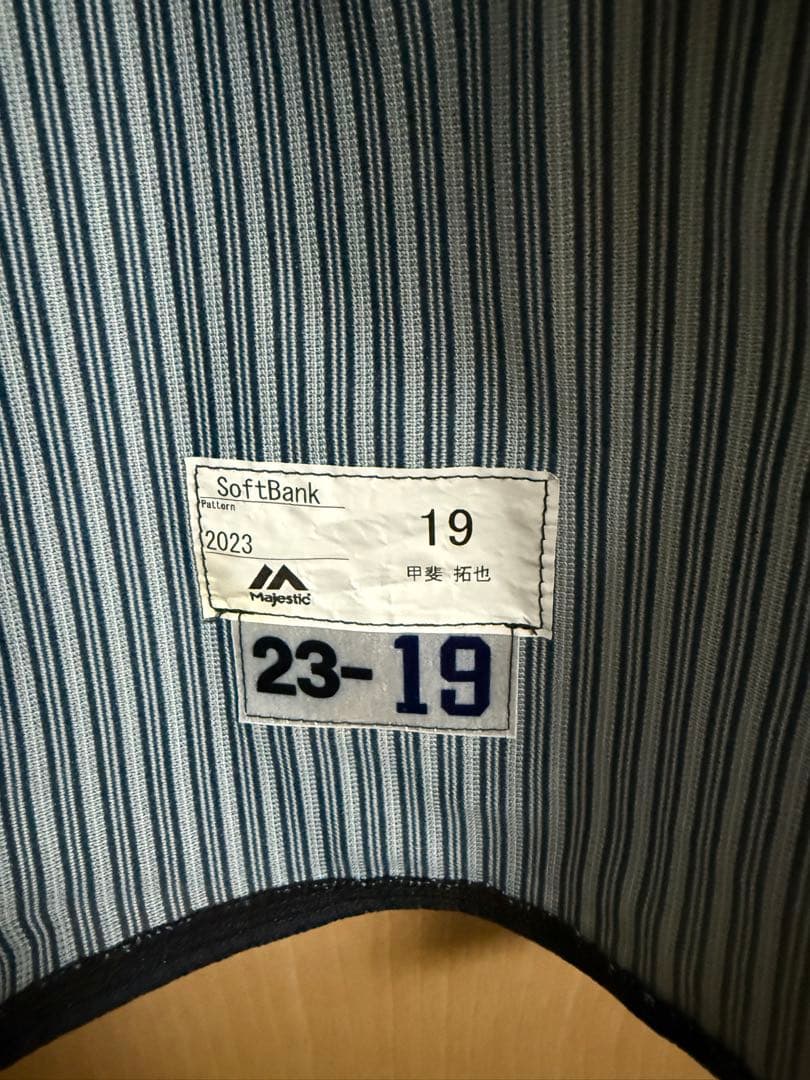 SoftBank
Pattern
2023
Majestic
19
甲斐 拓也
23-19